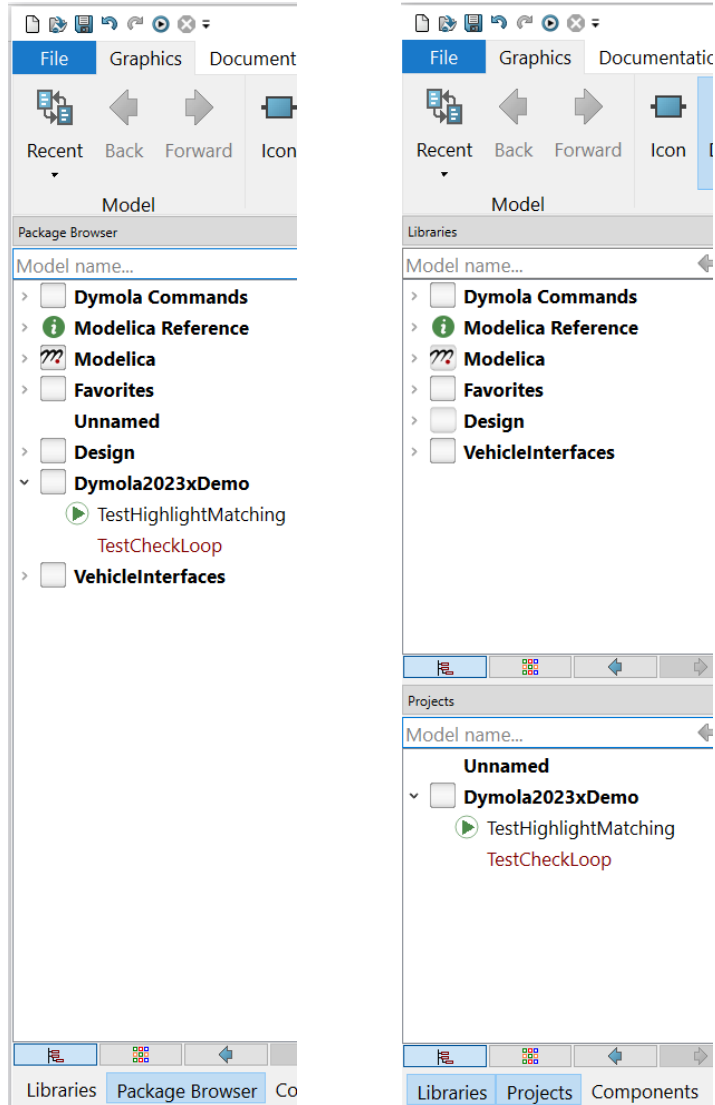 File Graphics Document
Recent Back Forward Icon
Model
Package Browser
Model name...
Dymola Commands
Modelica Reference
Modelica
Favorites
Unnamed
Design
Dymola2023xDemo
TestHighlightMatching
TestCheckLoop
VehicleInterfaces
Libraries Package Browser Co
File Graphics Documentatio
Recent Back Forward Icon D
Model
Libraries
Model name...
Dymola Commands
Modelica Reference
Modelica
Favorites
Design
VehicleInterfaces
Projects
Model name...
Unnamed
Dymola2023xDemo
TestHighlightMatching
TestCheckLoop
Libraries Projects Components